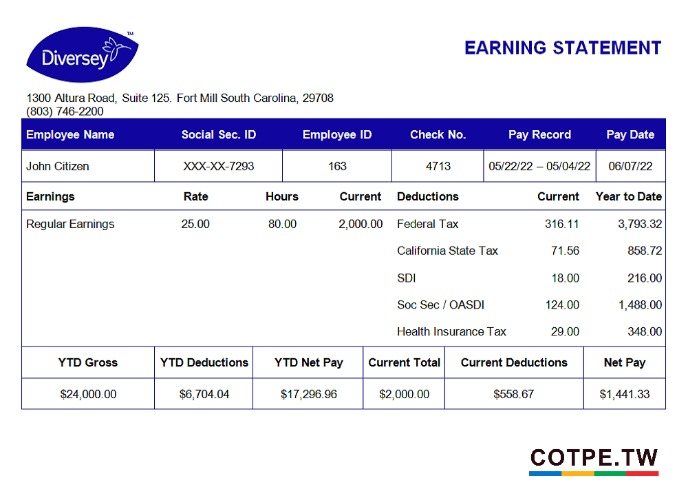 Diversey™
EARNING STATEMENT
1300 Altura Road, Suite 125. Fort Mill South Carolina, 29708
(803) 746-2200
Employee Name Social Sec. ID Employee ID Check No. Pay Record Pay Date
John Citizen XXX-XX-7293 163 4713 05/22/22 – 05/04/22 06/07/22
Earnings Rate Hours Current Deductions Current Year to Date
Regular Earnings 25.00 80.00 2,000.00 Federal Tax 316.11 3,793.32
California State Tax 71.56 858.72
SDI 18.00 216.00
Soc Sec / OASDI 124.00 1,488.00
Health Insurance Tax 29.00 348.00
YTD Gross YTD Deductions YTD Net Pay Current Total Current Deductions Net Pay
$24,000.00 $6,704.04 $17,296.96 $2,000.00 $558.67 $1,441.33
COTPE.TW